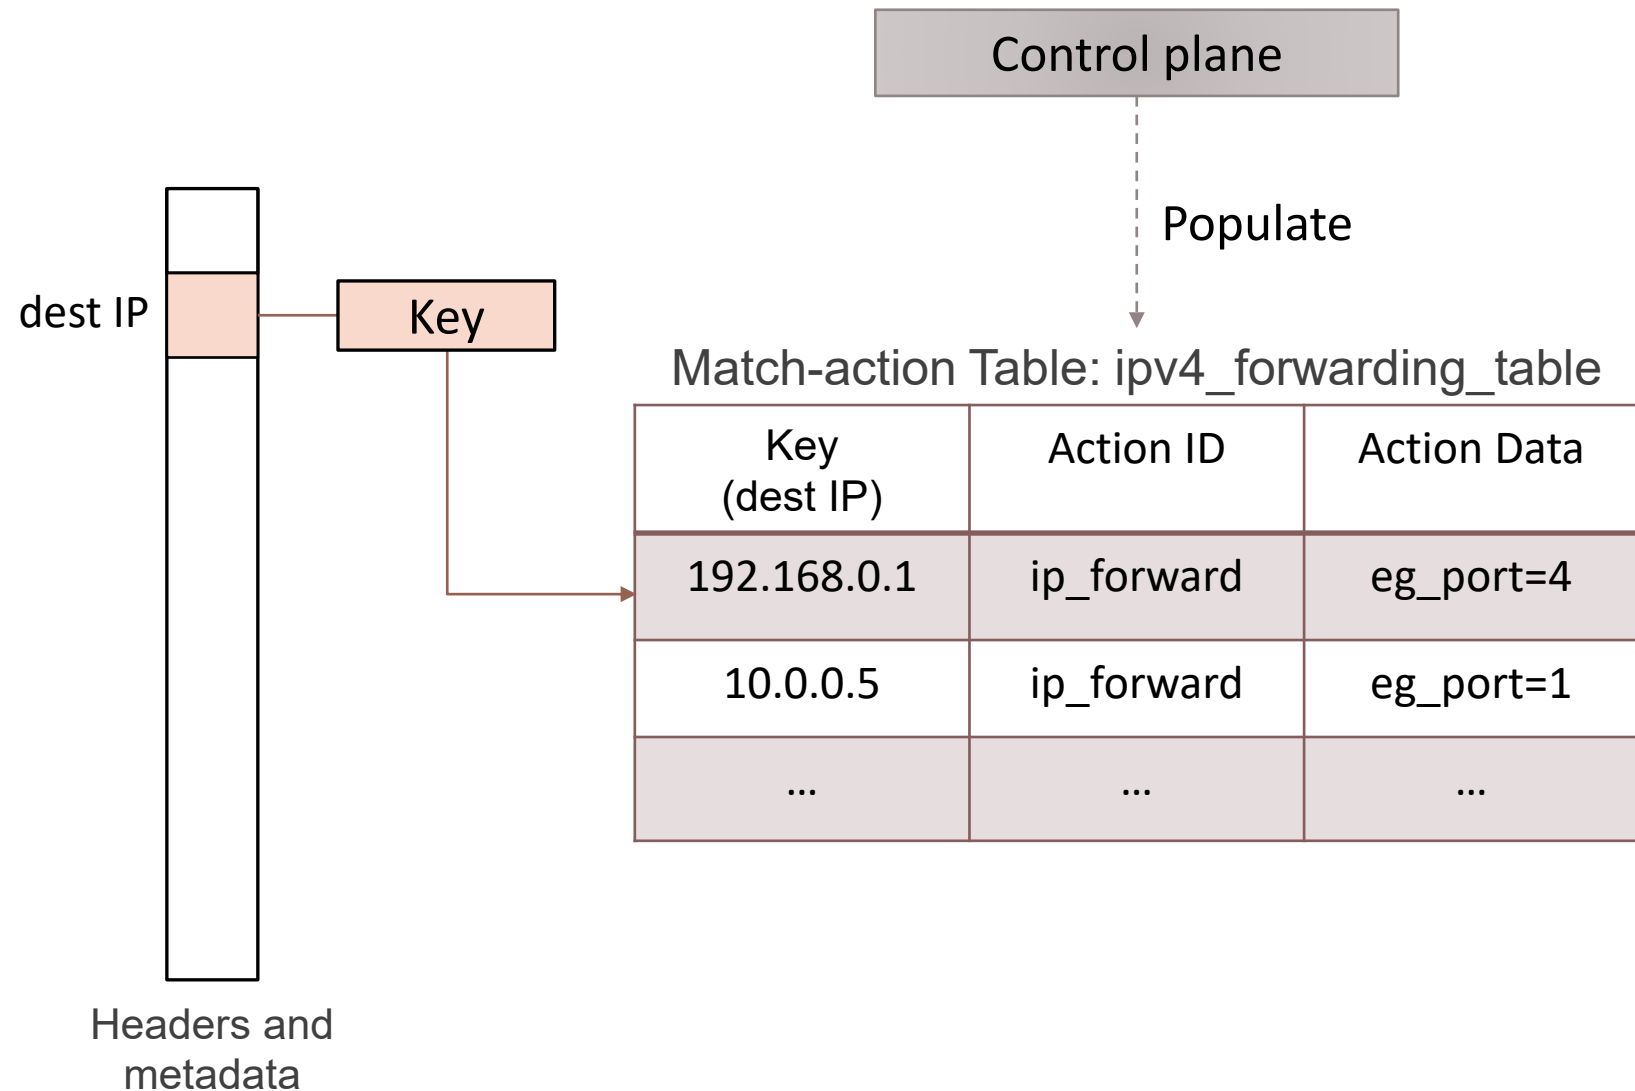 Control plane
Populate
dest IP
Key
Match-action Table: ipv4_forwarding_table
Key
(dest IP)
Action ID
Action Data
192.168.0.1
ip_forward
eg_port=4
10.0.0.5
ip_forward
eg_port=1
...
...
...
Headers and
metadata